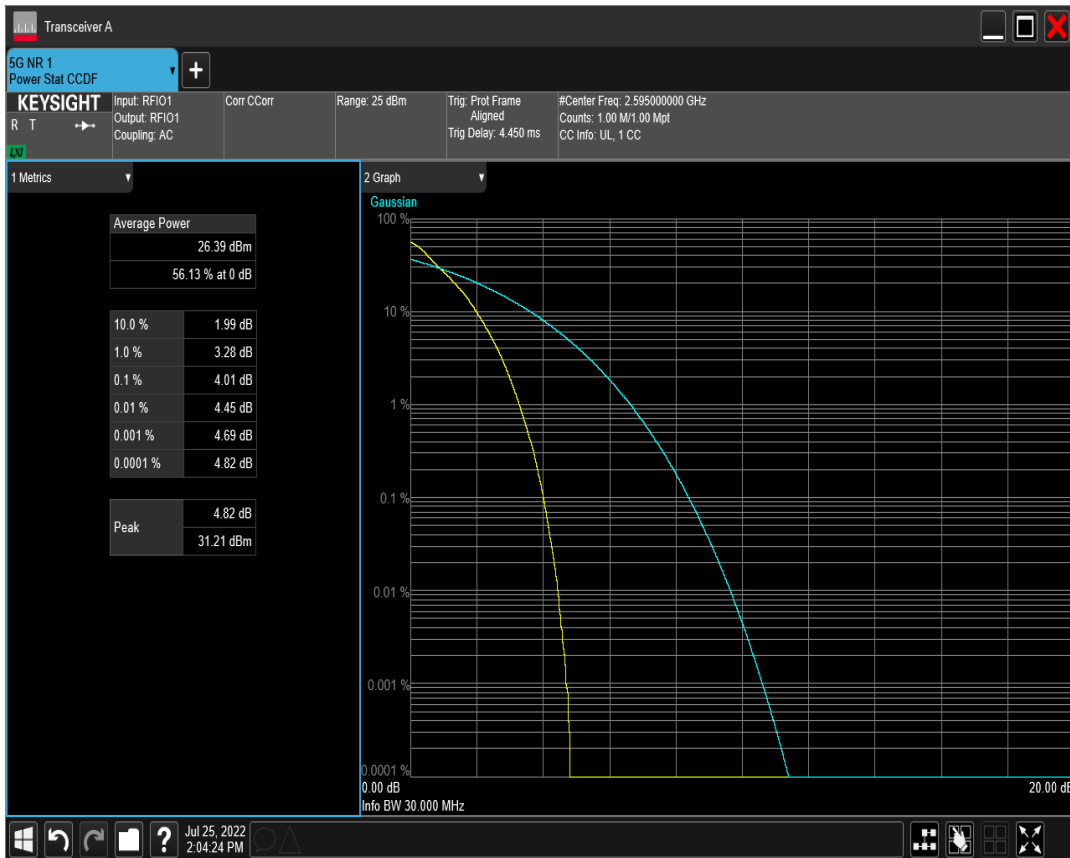 Transceiver A
5G NR 1
Power Stat CCDF
+
KEYSIGHT
R T
LXI
Input: RFIO1
Output: RFIO1
Coupling: AC
Corr CCorr
Range: 25 dBm
Trig: Prot Frame
Aligned
Trig Delay: 4.450 ms
#Center Freq: 2.595000000 GHz
Counts: 1.00 M/1.00 Mpt
CC Info: UL, 1 CC
1 Metrics
Average Power
26.39 dBm
56.13 % at 0 dB
10.0 % 1.99 dB
1.0 % 3.28 dB
0.1 % 4.01 dB
0.01 % 4.45 dB
0.001 % 4.69 dB
0.0001 % 4.82 dB
Peak 4.82 dB
31.21 dBm
2 Graph
Gaussian
100 %
10 %
1 %
0.1 %
0.01 %
0.001 %
0.0001 %
0.00 dB 20.00 dB
Info BW 30.000 MHz
? Jul 25, 2022
2:04:24 PM